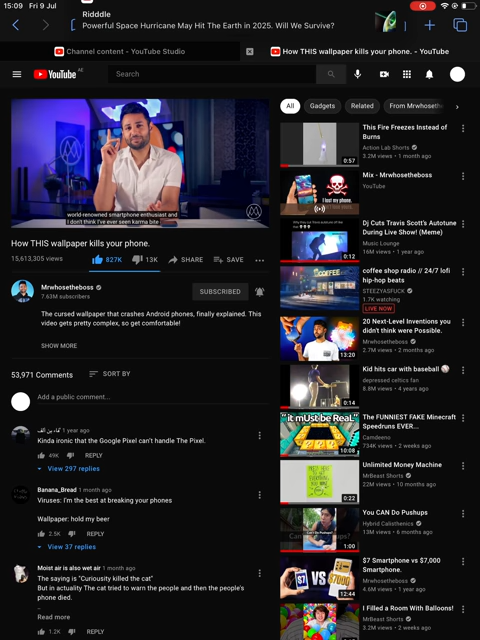 15:09 Fri 9 Jul
Ridddle
Powerful Space Hurricane May Hit The Earth in 2025. Will We Survive?
Channel content - YouTube Studio
How THIS wallpaper kills your phone. - YouTube
YouTube AE
Search
world-renowned smartphone enthusiast and
I don't think I've ever seen karma bite
How THIS wallpaper kills your phone.
15,613,305 views
827K
13K
SHARE
SAVE
Mrwhosetheboss
7.63M subscribers
SUBSCRIBED
The cursed wallpaper that crashes Android phones, finally explained. This
video gets pretty complex, so get comfortable!
SHOW MORE
53,971 Comments
SORT BY
Add a public comment...
1 year ago
Kinda ironic that the Google Pixel can't handle The Pixel.
49K
REPLY
View 297 replies
Banana_Bread 1 month ago
Viruses: I'm the best at breaking your phones
Wallpaper: hold my beer
2.5K
REPLY
View 37 replies
Moist air is also wet air 1 month ago
The saying is "Curiosity killed the cat"
But in actuality The cat tried to warn the people and then the people's
phone died.
Read more
1.2K
REPLY
All
Gadgets
Related
From Mrwhosethe
0:57
This Fire Freezes Instead of
Burns
Action Lab Shorts
3.2M views • 1 month ago
I lost my phone.
Mix - Mrwhosetheboss
YouTube
0:12
Dj Cuts Travis Scott's Autotune
During Live Show! (Meme)
Music Lounge
16M views • 1 year ago
COFFEE
coffee shop radio // 24/7 lofi
hip-hop beats
STEEZYASFUCK
1.7K watching
LIVE NOW
13:20
20 Next-Level Inventions you
didn't think were Possible.
Mrwhosetheboss
2.7M views • 2 months ago
0:14
Kid hits car with baseball
depressed celtics fan
8.8M views • 4 years ago
"it mUst be ReaL"
10:08
The FUNNIEST FAKE Minecraft
Speedruns EVER...
Camdeeno
734K views • 2 weeks ago
0:22
Unlimited Money Machine
MrBeast Shorts
22M views • 10 months ago
Can Do Pushups?
1:00
You CAN Do Pushups
Hybrid Calisthenics
13M views • 6 months ago
$7 VS $7000
12:44
$7 Smartphone vs $7,000
Smartphone.
Mrwhosetheboss
4.6M views • 1 year ago
I Filled a Room With Balloons!
MrBeast Shorts
3.2M views • 2 weeks ago